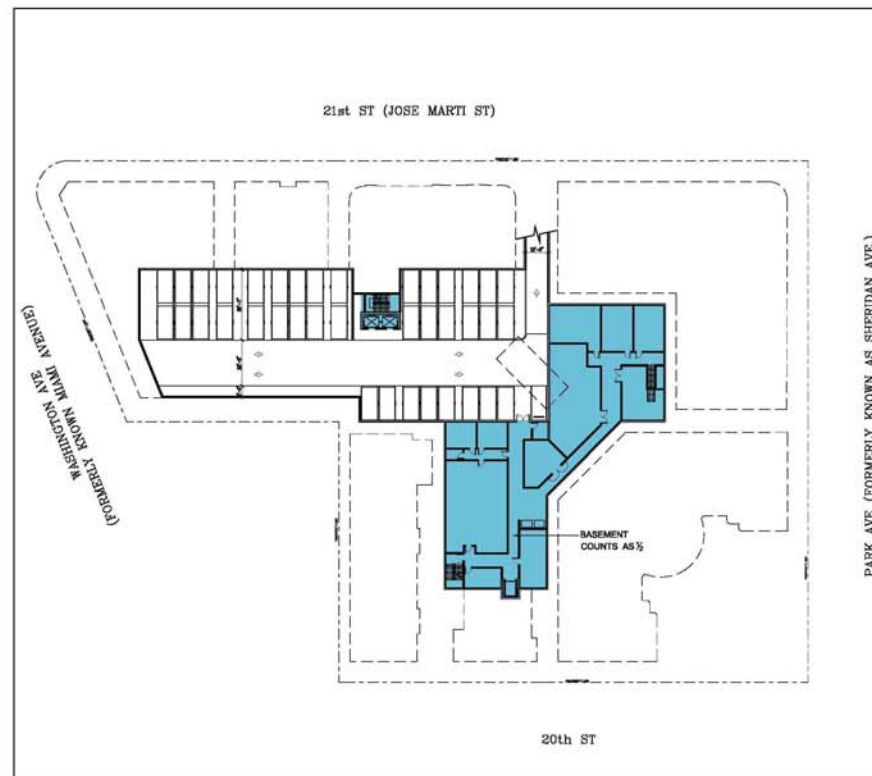 21st ST (JOSE MARTI ST)
WASHINGTON AVE
(FORMERLY KNOWN MIAMI AVENUE)
PARK AVE (FORMERLY KNOWN AS SHERIDAN AVE)
BASEMENT
COUNTS AS ½
20th ST